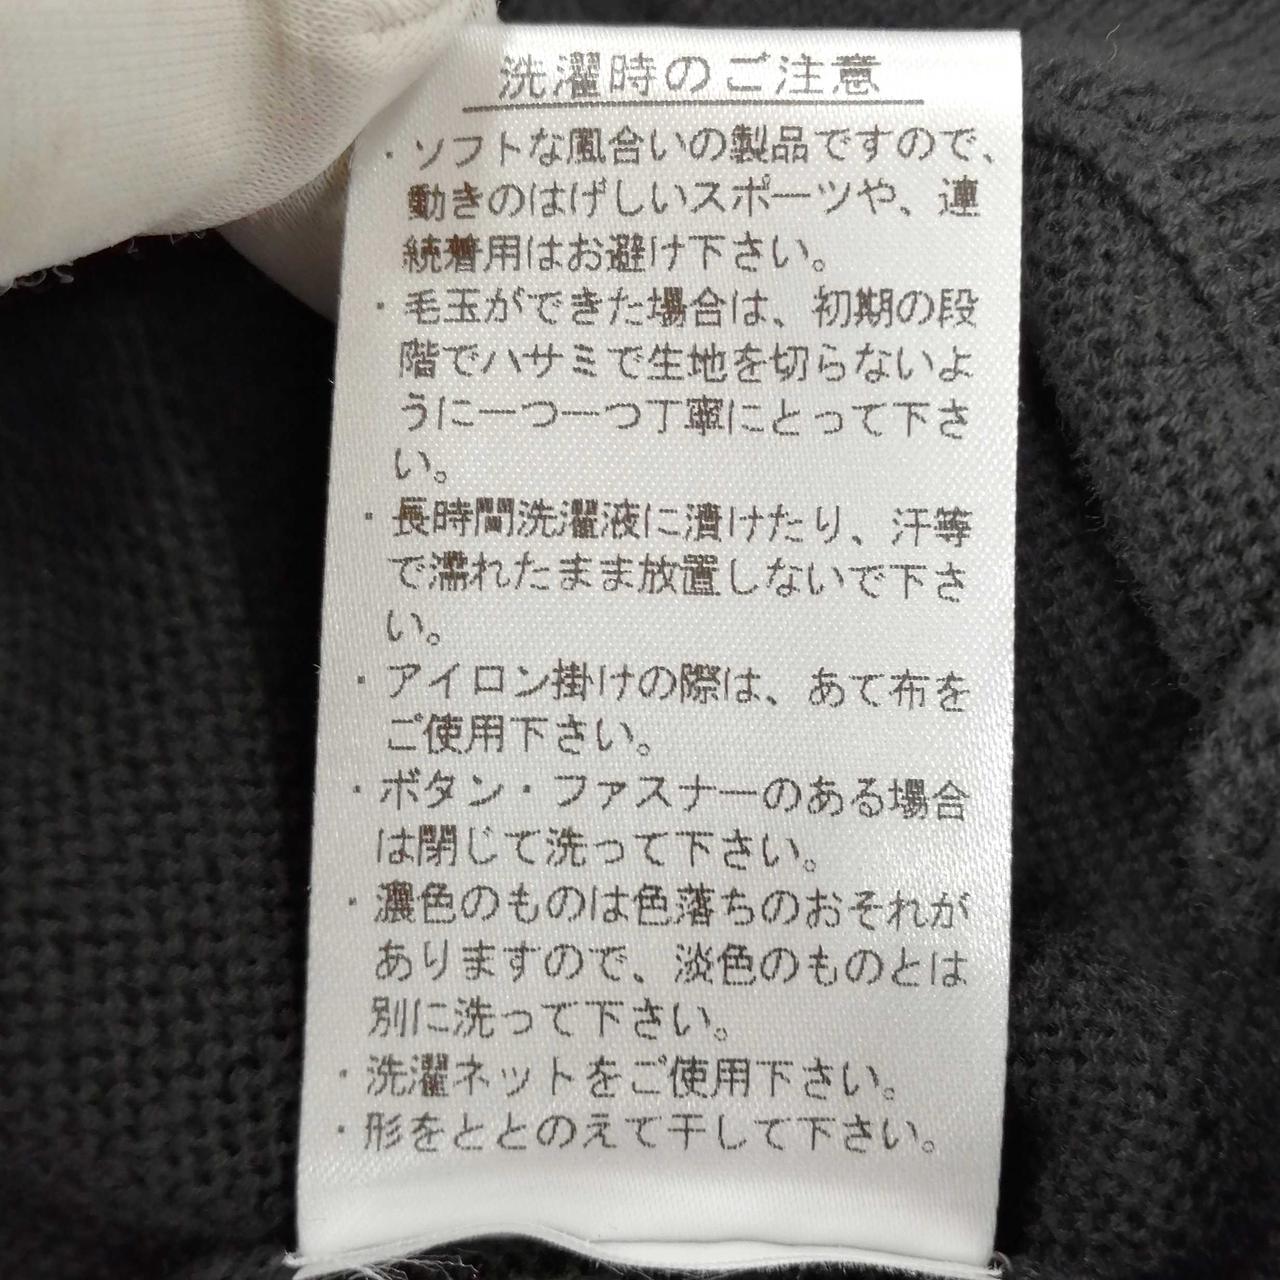 洗濯時のご注意
・ソフトな風合いの製品ですので、
動きのはげしいスポーツや、連
続着用はお避け下さい。
・毛玉ができた場合は、初期の段
階でハサミで生地を切らないよ
うに一つ一つ丁寧にとって下さ
い。
・長時間洗濯液に漬けたり、汗等
で濡れたまま放置しないで下さ
い。
・アイロン掛けの際は、あて布を
ご使用下さい。
・ボタン・ファスナーのある場合
は閉じて洗って下さい。
・濃色のものは色落ちのおそれが
ありますので、淡色のものとは
別に洗って下さい。
・洗濯ネットをご使用下さい。
・形をととのえて干して下さい。